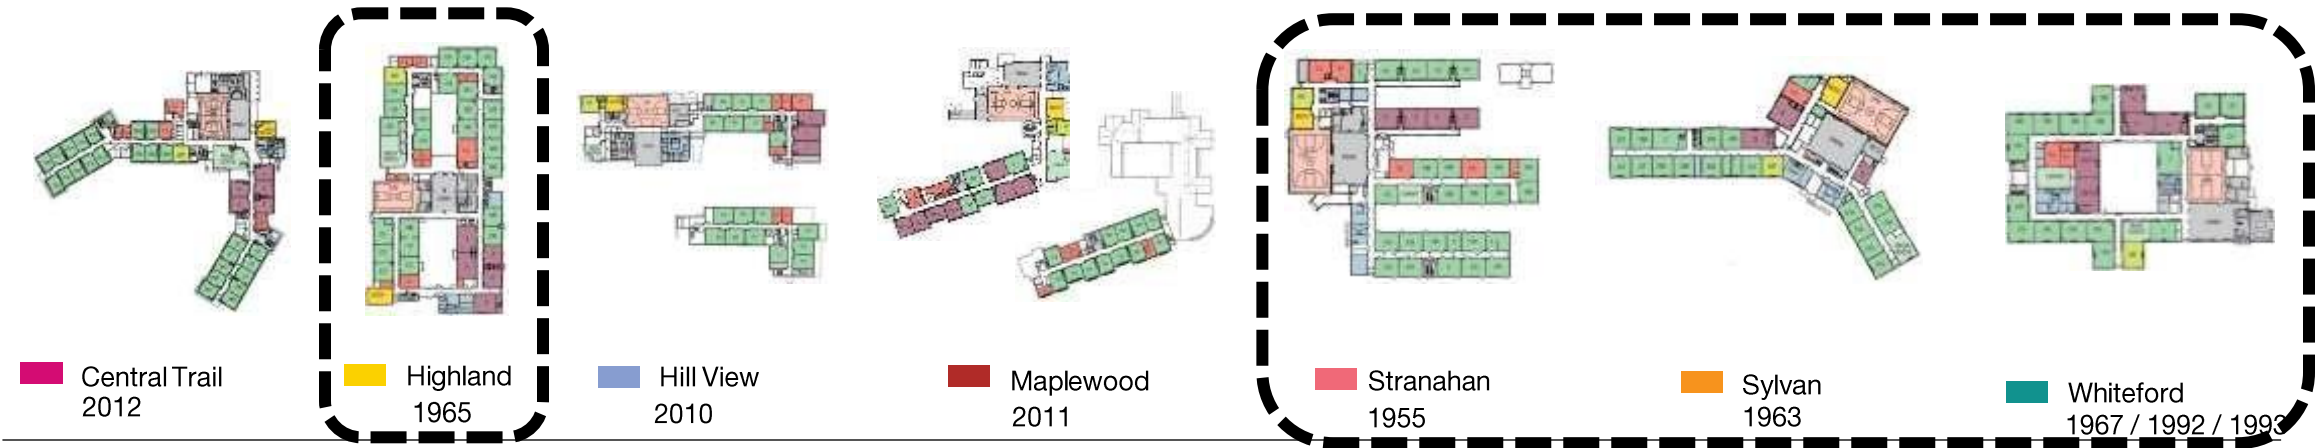 Central Trail
2012
Highland
1965
Hill View
2010
Maplewood
2011
Stranahan
1955
Sylvan
1963
Whiteford
1967 / 1992 / 1993